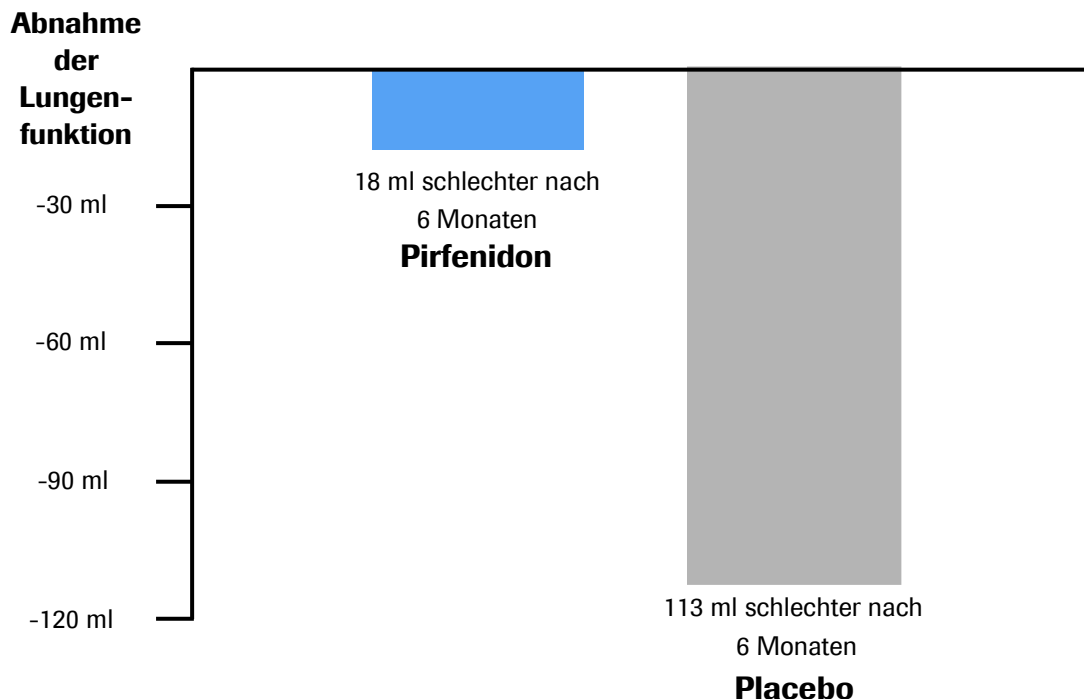 Abnahme
der
Lungen-
funktion
18 ml schlechter nach
6 Monaten
Pirfenidon
-30 ml
-60 ml
-90 ml
-120 ml
113 ml schlechter nach
6 Monaten
Placebo